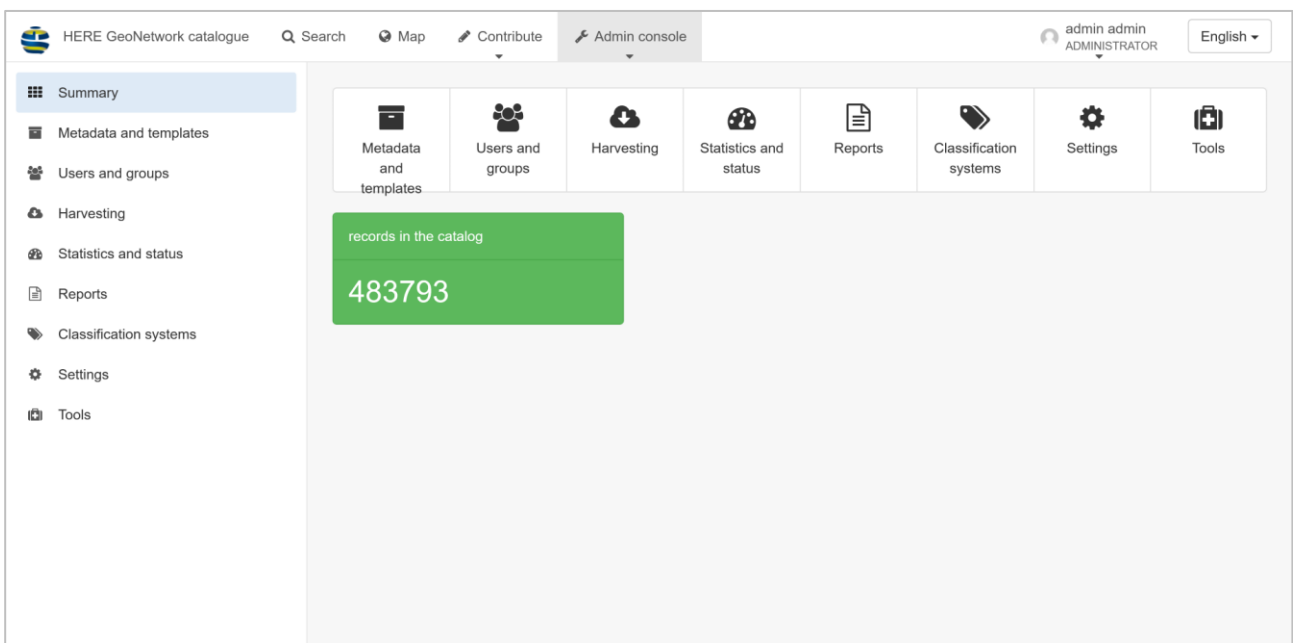 HERE GeoNetwork catalogue Search Map Contribute Admin console admin admin ADMINISTRATOR English
Summary
Metadata and templates
Users and groups
Harvesting
Statistics and status
Reports
Classification systems
Settings
Tools
Metadata
and
templates
Users and
groups
Harvesting
Statistics and
status
Reports
Classification
systems
Settings
Tools
records in the catalog
483793